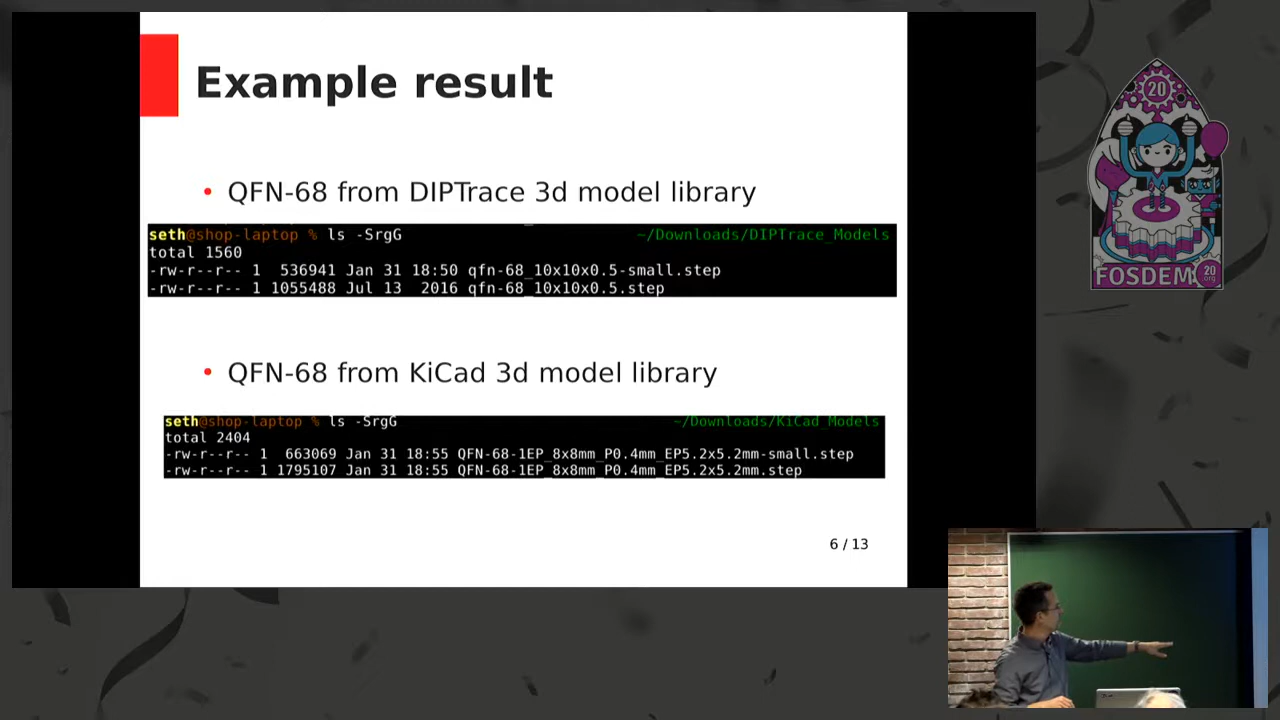 Example result
• QFN-68 from DIPTrace 3d model library
seth@shop-laptop % ls -SrgG ~/Downloads/DIPTrace_Models
total 1560
-rw-r--r-- 1 536941 Jan 31 18:50 qfn-68_10x10x0.5-small.step
-rw-r--r-- 1 1055488 Jul 13 2016 qfn-68_10x10x0.5.step
• QFN-68 from KiCad 3d model library
seth@shop-laptop % ls -SrgG ~/Downloads/KiCad_Models
total 2404
-rw-r--r-- 1 663069 Jan 31 18:55 QFN-68-1EP_8x8mm_P0.4mm_EP5.2x5.2mm-small.step
-rw-r--r-- 1 1795107 Jan 31 18:55 QFN-68-1EP_8x8mm_P0.4mm_EP5.2x5.2mm.step
6 / 13
20
FOSDEM 20
.org